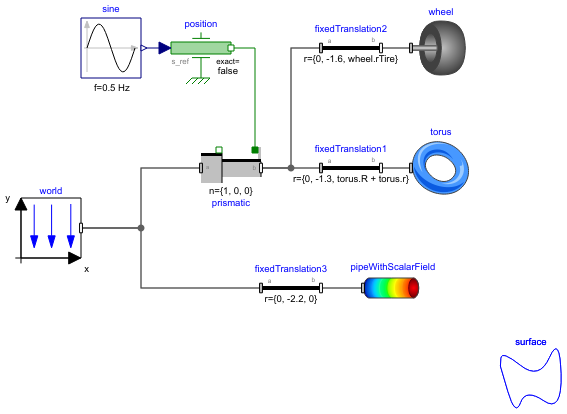 sine
f=0.5 Hz
position
s_ref
exact=
false
wheel
fixedTranslation2
a
b
r={0, -1.6, wheel.rTire}
torus
fixedTranslation1
a
b
r={0, -1.3, torus.R + torus.r}
a
b
n={1, 0, 0}
prismatic
world
y
x
fixedTranslation3
a
b
r={0, -2.2, 0}
pipeWithScalarField
surface